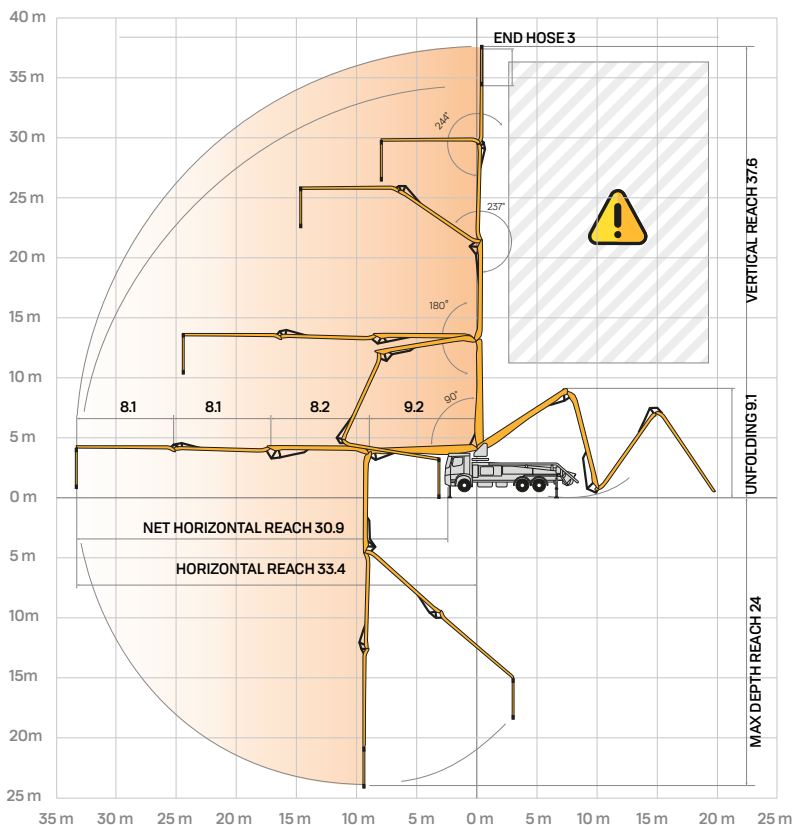 40 m
END HOSE 3
35 m
244°
30 m
25 m
237°
VERTICAL REACH 37.6
20 m
180°
15 m
10 m
8.1 8.1 8.2 9.2
90°
5 m
UNFOLDING 9.1
0 m
NET HORIZONTAL REACH 30.9
5 m
HORIZONTAL REACH 33.4
10m
15 m
MAX DEPTH REACH 24
20 m
25 m
35 m 30 m 25 m 20 m 15 m 10 m 5 m 0 m 5 m 10 m 15 m 20 m 25 m